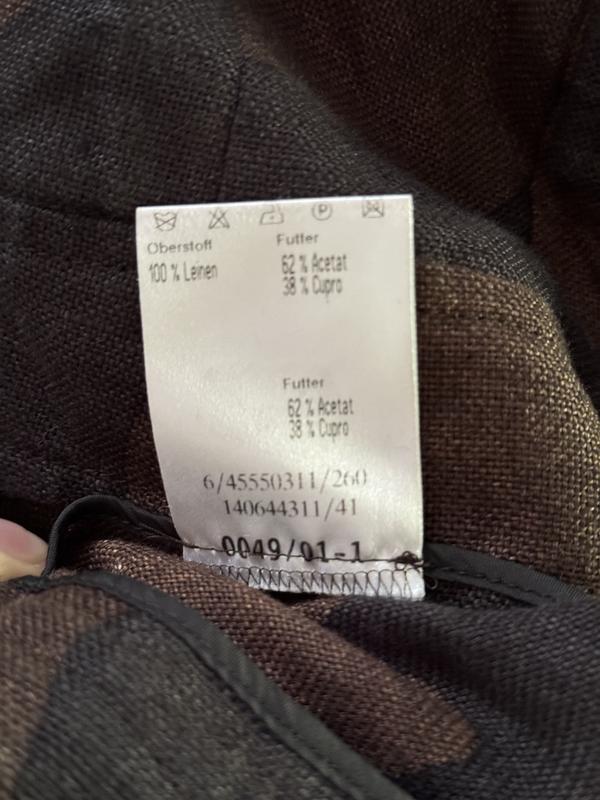 P
Oberstoff Futter
100 % Leinen 62 % Acetat
38 % Cupro
Futter
62 % Acetat
38 % Cupro
6/45550311/260
140644311/41
0049/01-1